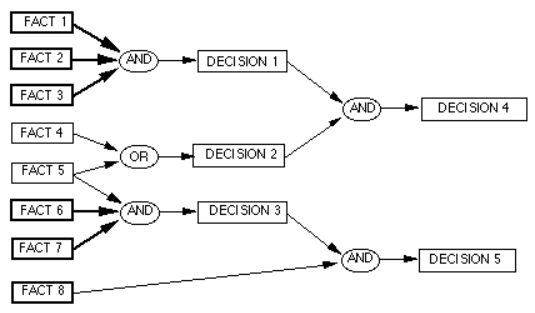 FACT 1
FACT 2
FACT 3
AND
DECISION 1
AND
DECISION 4
FACT 4
FACT 5
OR
DECISION 2
FACT 6
FACT 7
AND
DECISION 3
FACT 8
AND
DECISION 5